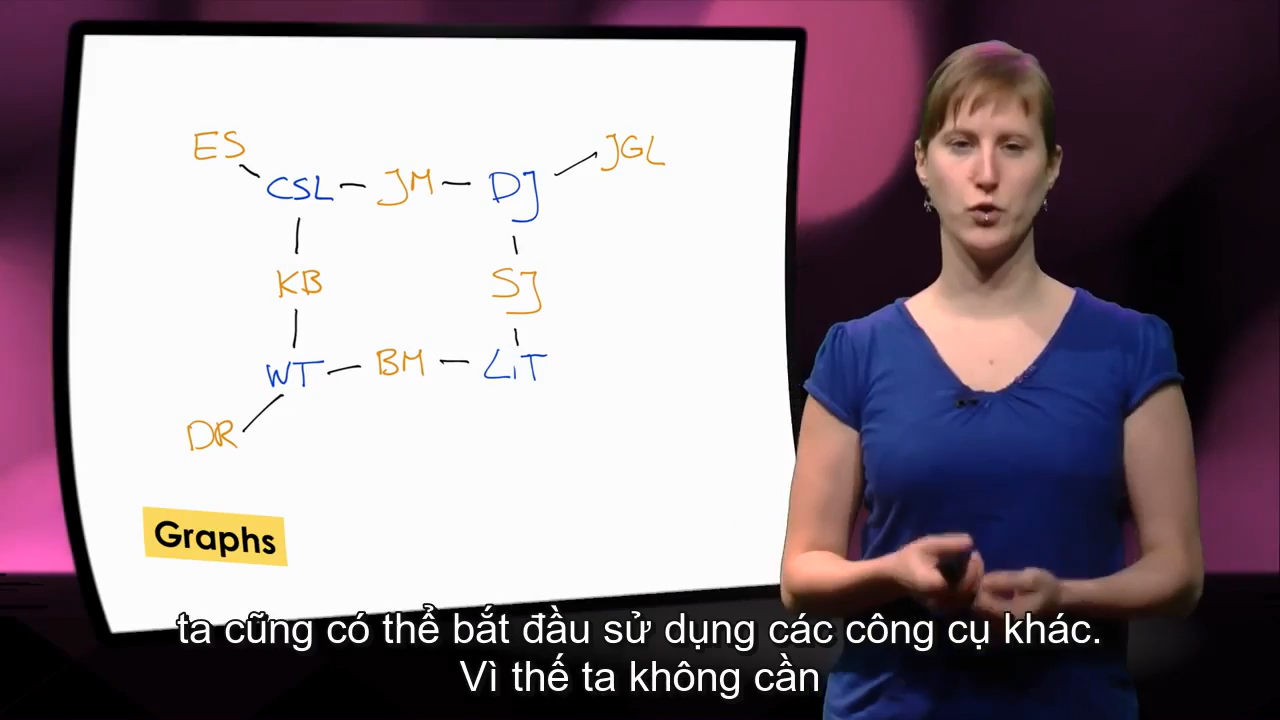 ES
JGL
CSL JM DJ
KB SJ
WT BM LiT
DR
Graphs
ta cũng có thể bắt đầu sử dụng các công cụ khác.
Vì thế ta không cần